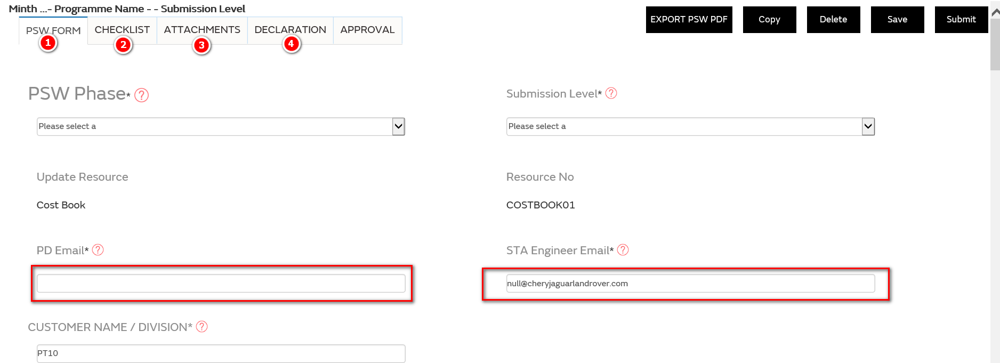 Minth ...- Programme Name - - Submission Level
PSW FORM CHECKLIST ATTACHMENTS DECLARATION APPROVAL
1 2 3 4
EXPORT PSW PDF Copy Delete Save Submit
PSW Phase* ?
Submission Level* ?
Please select a
Please select a
Update Resource
Resource No
Cost Book
COSTBOOK01
PD Email* ?
STA Engineer Email* ?
null@cheryjaguarlandrover.com
CUSTOMER NAME / DIVISION* ?
PT10